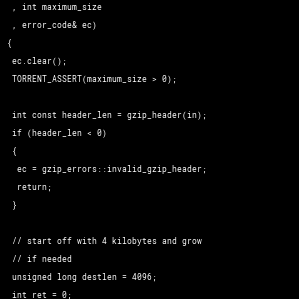 , int maximum_size
, error_code& ec)
{
ec.clear();
TORRENT_ASSERT(maximum_size > 0);
int const header_len = gzip_header(in);
if (header_len < 0)
{
ec = gzip_errors::invalid_gzip_header;
return;
}
// start off with 4 kilobytes and grow
// if needed
unsigned long destlen = 4096;
int ret = 0;